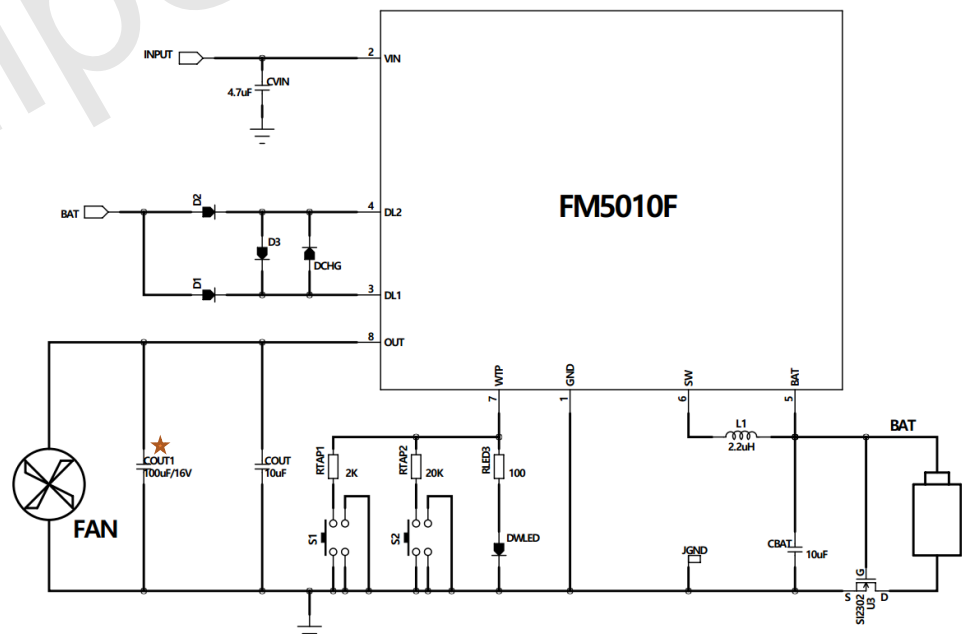 INPUT
2
VIN
CVIN
4.7uF
D2
BAT
4
DL2
D3
DCHG
D1
3
DL1
FM5010F
8
OUT
WTP
GND
SW
BAT
7
1
6
5
L1
2.2uH
BAT
COUT1
100uF/16V
COUT
10uF
RTAP1
2K
RTAP2
20K
RLED3
100
FAN
S1
S2
DWLED
JGND
CBAT
10uF
G
S
D
U3
SI2302